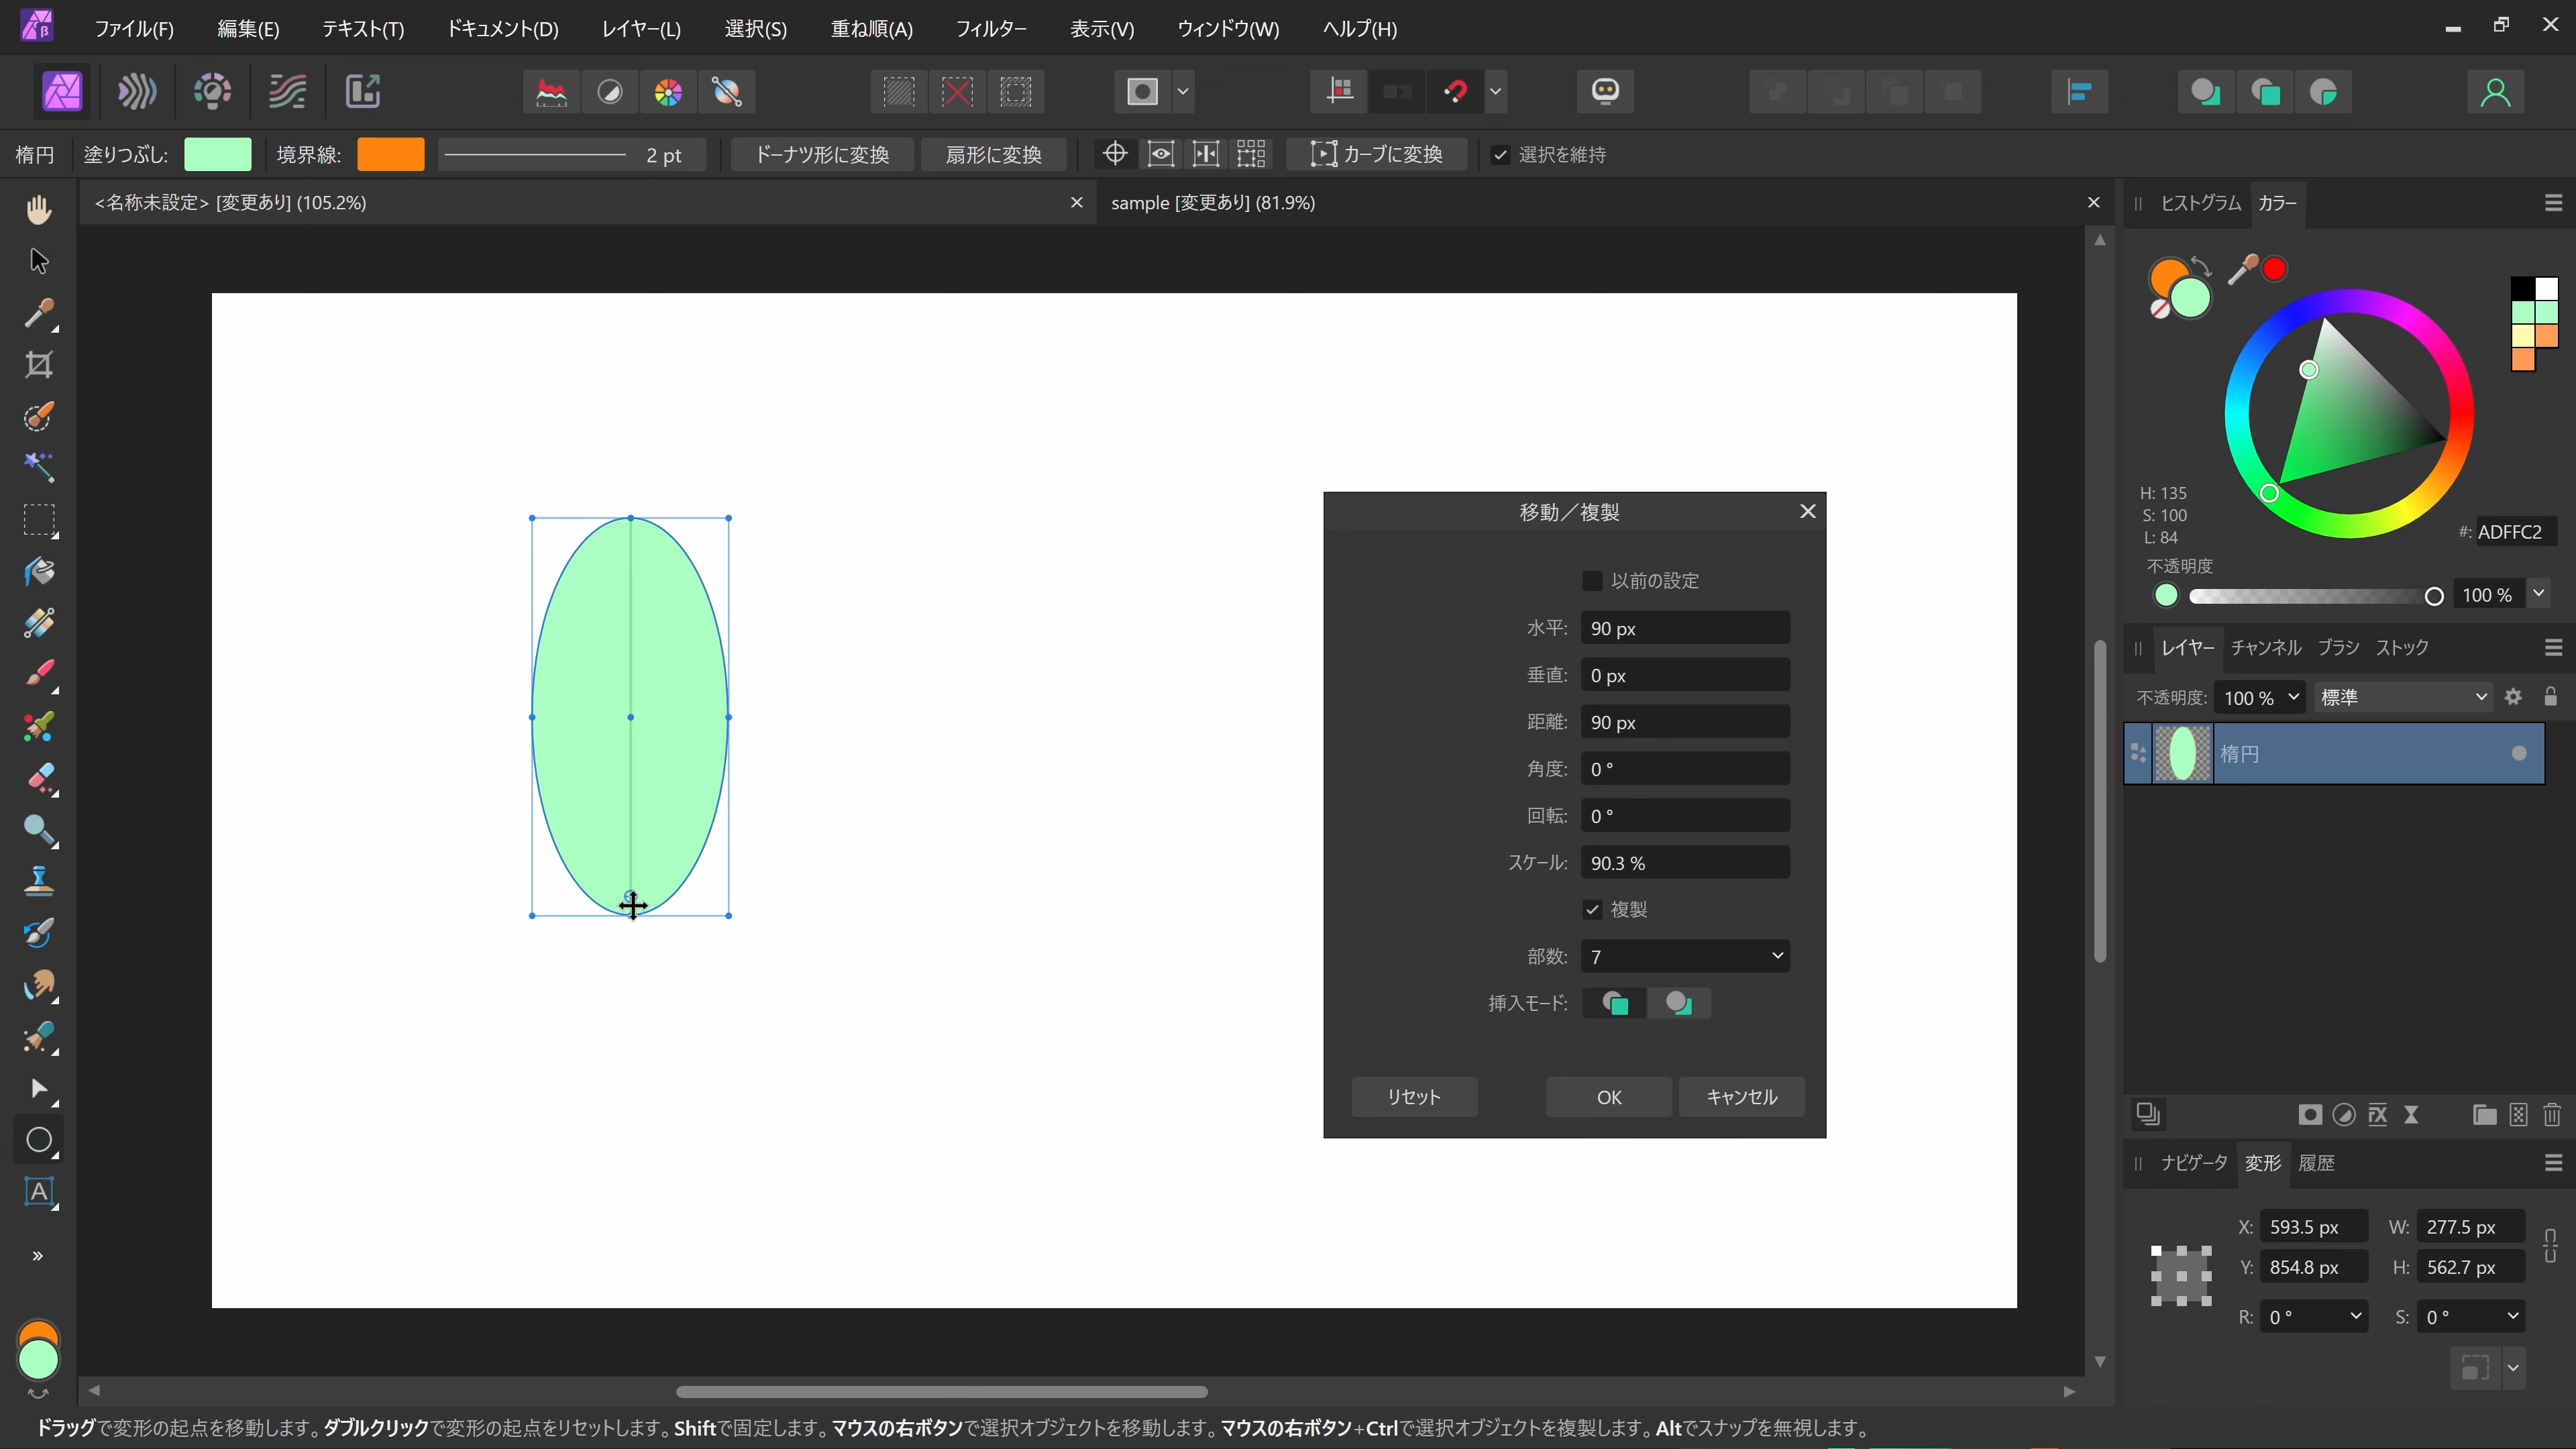 ファイル(F) 編集(E) テキスト(T) ドキュメント(D) レイヤー(L) 選択(S) 重ね順(A) フィルター 表示(V) ウィンドウ(W) ヘルプ(H)
楕円 塗りつぶし: 境界線: 2 pt ドーナツ形に変換 扇形に変換 カーブに変換 選択を維持
<名称未設定> [変更あり] (105.2%)
sample [変更あり] (81.9%)
ヒストグラム カラー
H: 135
S: 100
L: 84
#: ADFFC2
不透明度
100 %
レイヤー チャンネル ブラシ ストック
不透明度: 100 % 標準
楕円
移動／複製
以前の設定
水平: 90 px
垂直: 0 px
距離: 90 px
角度: 0 °
回転: 0 °
スケール: 90.3 %
複製
部数: 7
挿入モード:
リセット OK キャンセル
ナビゲータ 変形 履歴
X: 593.5 px W: 277.5 px
Y: 854.8 px H: 562.7 px
R: 0 ° S: 0 °
ドラッグで変形の起点を移動します。ダブルクリックで変形の起点をリセットします。Shiftで固定します。マウスの右ボタンで選択オブジェクトを移動します。マウスの右ボタン+Ctrlで選択オブジェクトを複製します。Altでスナップを無視します。